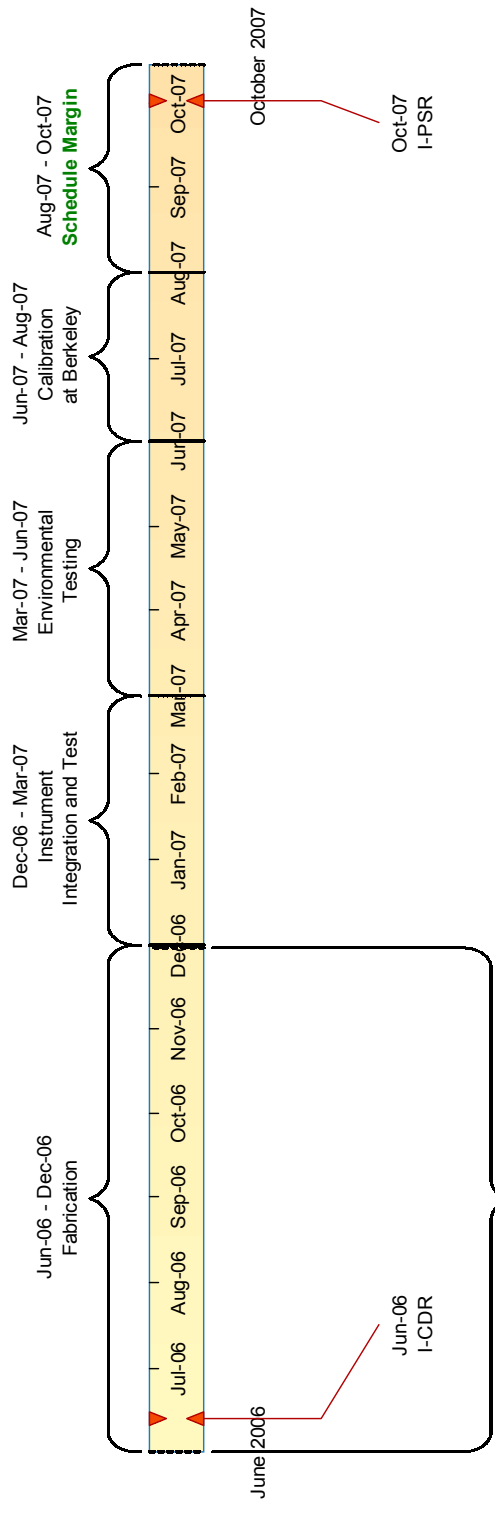 Jun-06 - Dec-06
Fabrication
Dec-06 - Mar-07
Instrument
Integration and Test
Mar-07 - Jun-07
Environmental
Testing
Jun-07 - Aug-07
Calibration
at Berkeley
Aug-07 - Oct-07
Schedule Margin
Jul-06 Aug-06 Sep-06 Oct-06 Nov-06 Dec-06 Jan-07 Feb-07 Mar-07 Apr-07 May-07 Jun-07 Jul-07 Aug-07 Sep-07 Oct-07
June 2006 October 2007
Jun-06
I-CDR
Oct-07
I-PSR